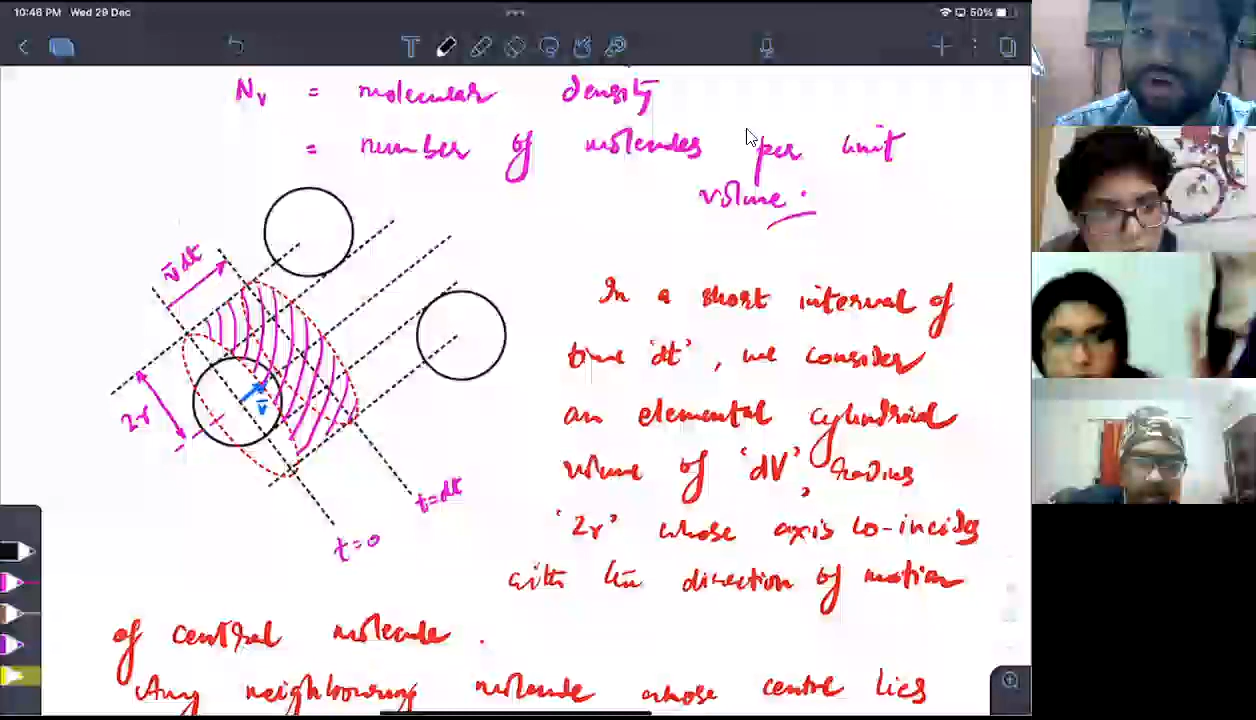 10:46 PM Wed 29 Dec
50%
Nv = molecular density
= number of molecules per unit
volume.
v̄dt
2r
v̄
t=dt
t=0
In a short interval of
time 'dt', we consider
an elemental cylindrical
volume of 'dV', radius
'2r' whose axis co-incides
with the direction of motion
of central molecule.
Any neighbouring molecule whose centre lies